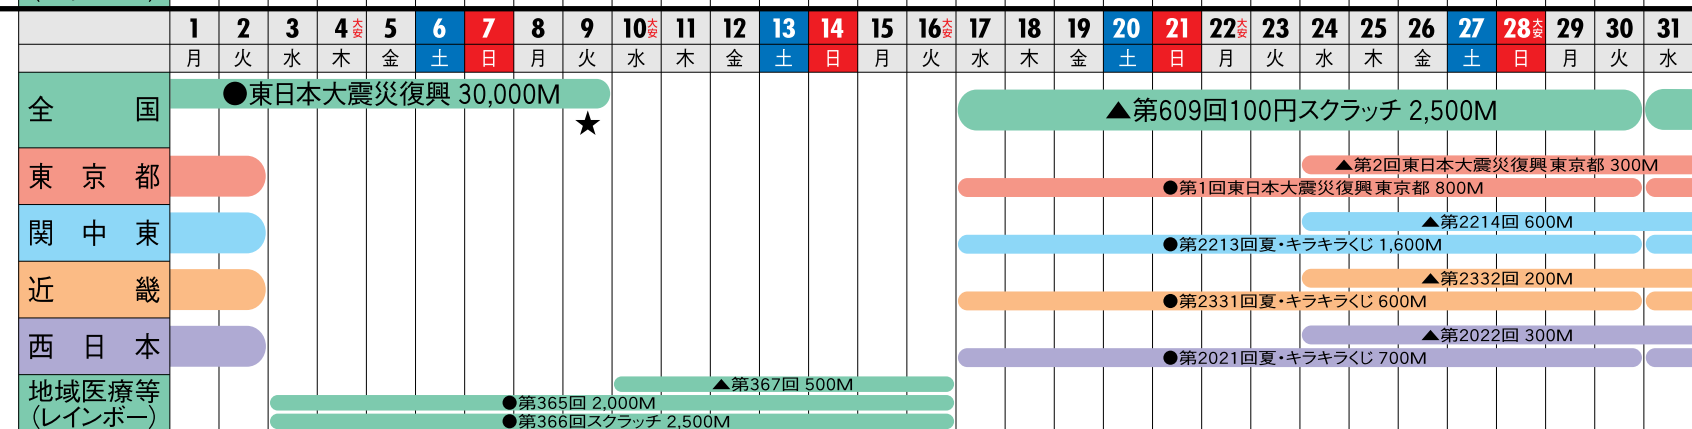 1 2 3 4大安 5 6 7 8 9 10大安 11 12 13 14 15 16大安 17 18 19 20 21 22大安 23 24 25 26 27 28大安 29 30 31
月 火 水 木 金 土 日 月 火 水 木 金 土 日 月 火 水 木 金 土 日 月 火 水 木 金 土 日 月 火 水
全国
●東日本大震災復興 30,000M
★
▲第609回100円スクラッチ 2,500M
東京都
▲第2回東日本大震災復興東京都 300M
●第1回東日本大震災復興東京都 800M
関中東
▲第2214回 600M
●第2213回夏・キラキラくじ 1,600M
近畿
▲第2332回 200M
●第2331回夏・キラキラくじ 600M
西日本
▲第2022回 300M
●第2021回夏・キラキラくじ 700M
地域医療等
(レインボー)
▲第367回 500M
●第365回 2,000M
●第366回スクラッチ 2,500M